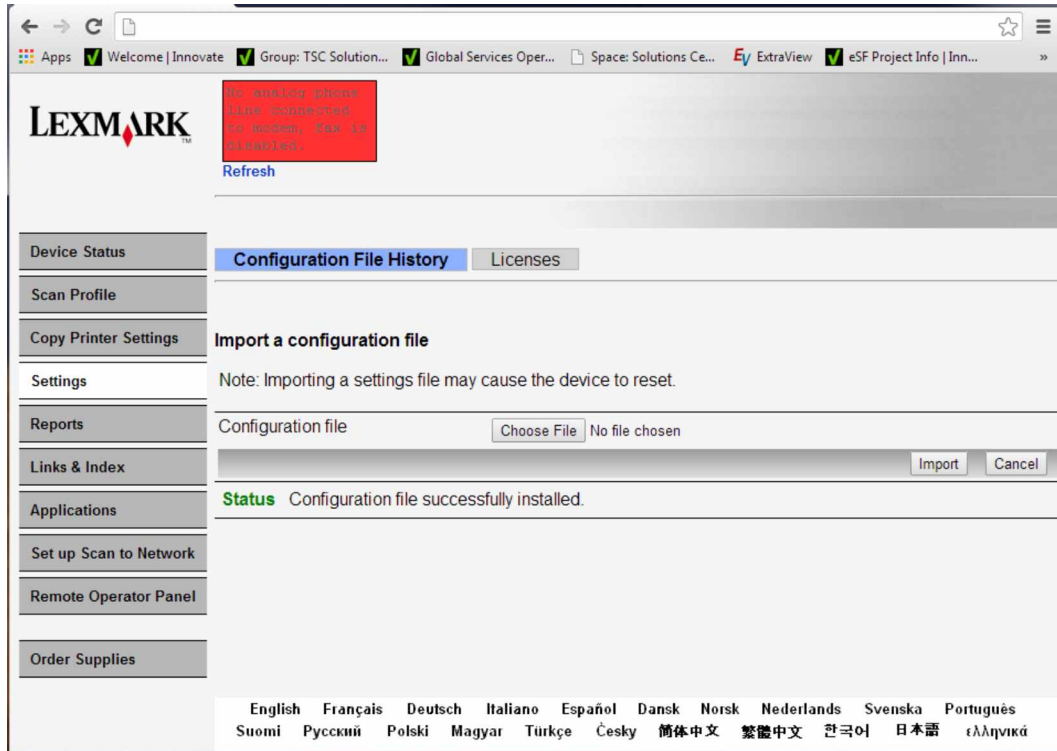 Apps Welcome | Innovate Group: TSC Solution... Global Services Oper... Space: Solutions Ce... EV ExtraView eSF Project Info | Inn... »
LEXMARK™
No analog phone
line connected
to modem, fax is
disabled.
Refresh
Device Status
Scan Profile
Copy Printer Settings
Settings
Reports
Links & Index
Applications
Set up Scan to Network
Remote Operator Panel
Order Supplies
Configuration File History Licenses
Import a configuration file
Note: Importing a settings file may cause the device to reset.
Configuration file Choose File No file chosen
Import Cancel
Status Configuration file successfully installed.
English Français Deutsch Italiano Español Dansk Norsk Nederlands Svenska Português
Suomi Русский Polski Magyar Türkçe Česky 简体中文 繁體中文 한국어 日本語 ελληνικά